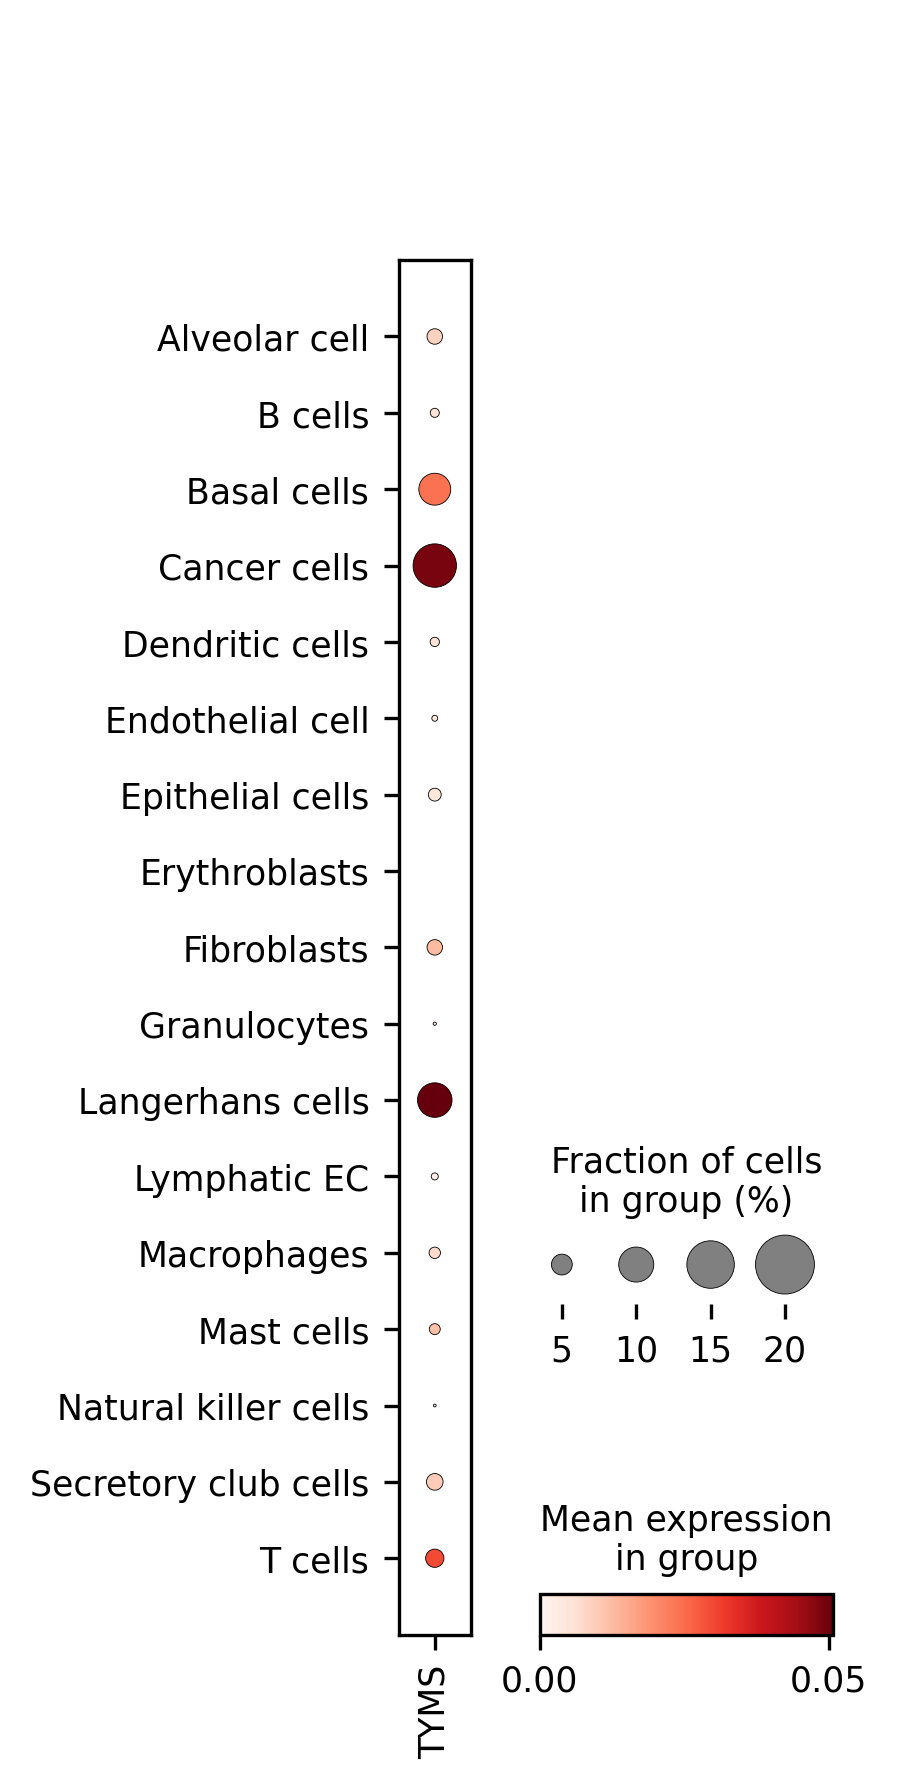 Alveolar cell
B cells
Basal cells
Cancer cells
Dendritic cells
Endothelial cell
Epithelial cells
Erythroblasts
Fibroblasts
Granulocytes
Langerhans cells
Lymphatic EC
Macrophages
Mast cells
Natural killer cells
Secretory club cells
T cells
TYMS
Fraction of cells
in group (%)
5 10 15 20
Mean expression
in group
0.00 0.05